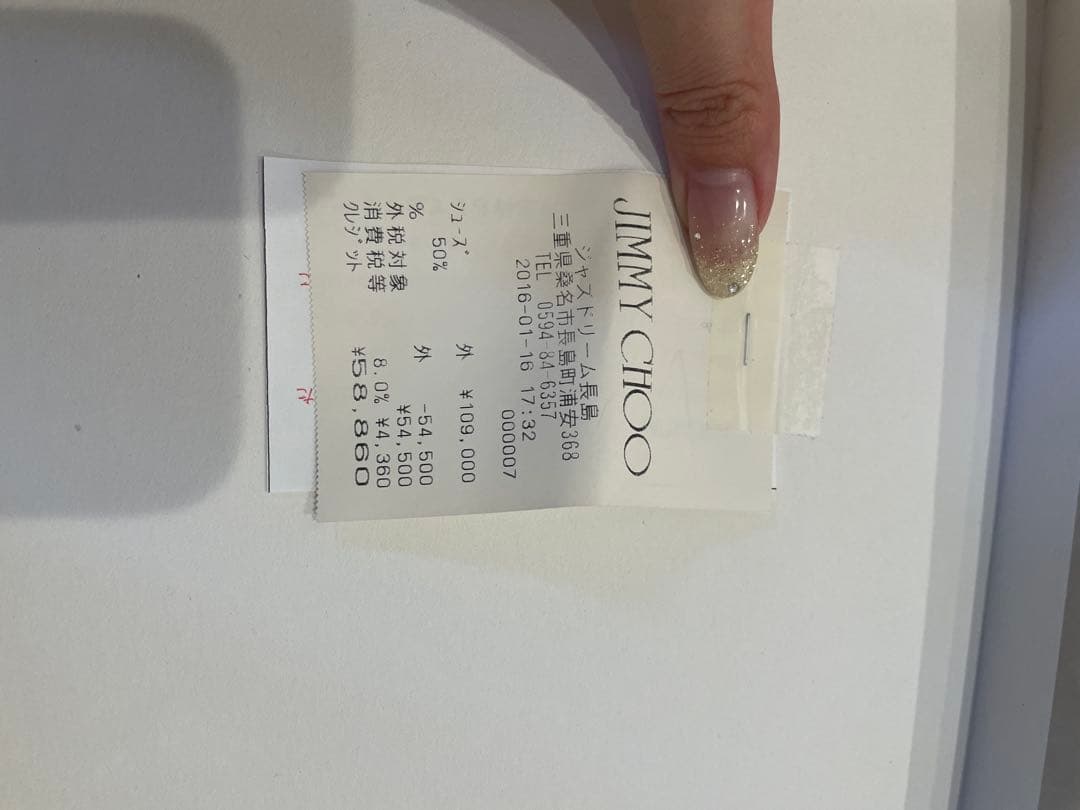 JIMMY CHOO
ジャズドリーム長島
三重県桑名市長島町浦安368
TEL 0594-84-6357
2016-01-16 17:32
000007
シューズ 外 ¥109,000
50%
% 外 -54,500
外税対象 ¥54,500
消費税等 8.0% ¥4,360
クレジット ¥58,860